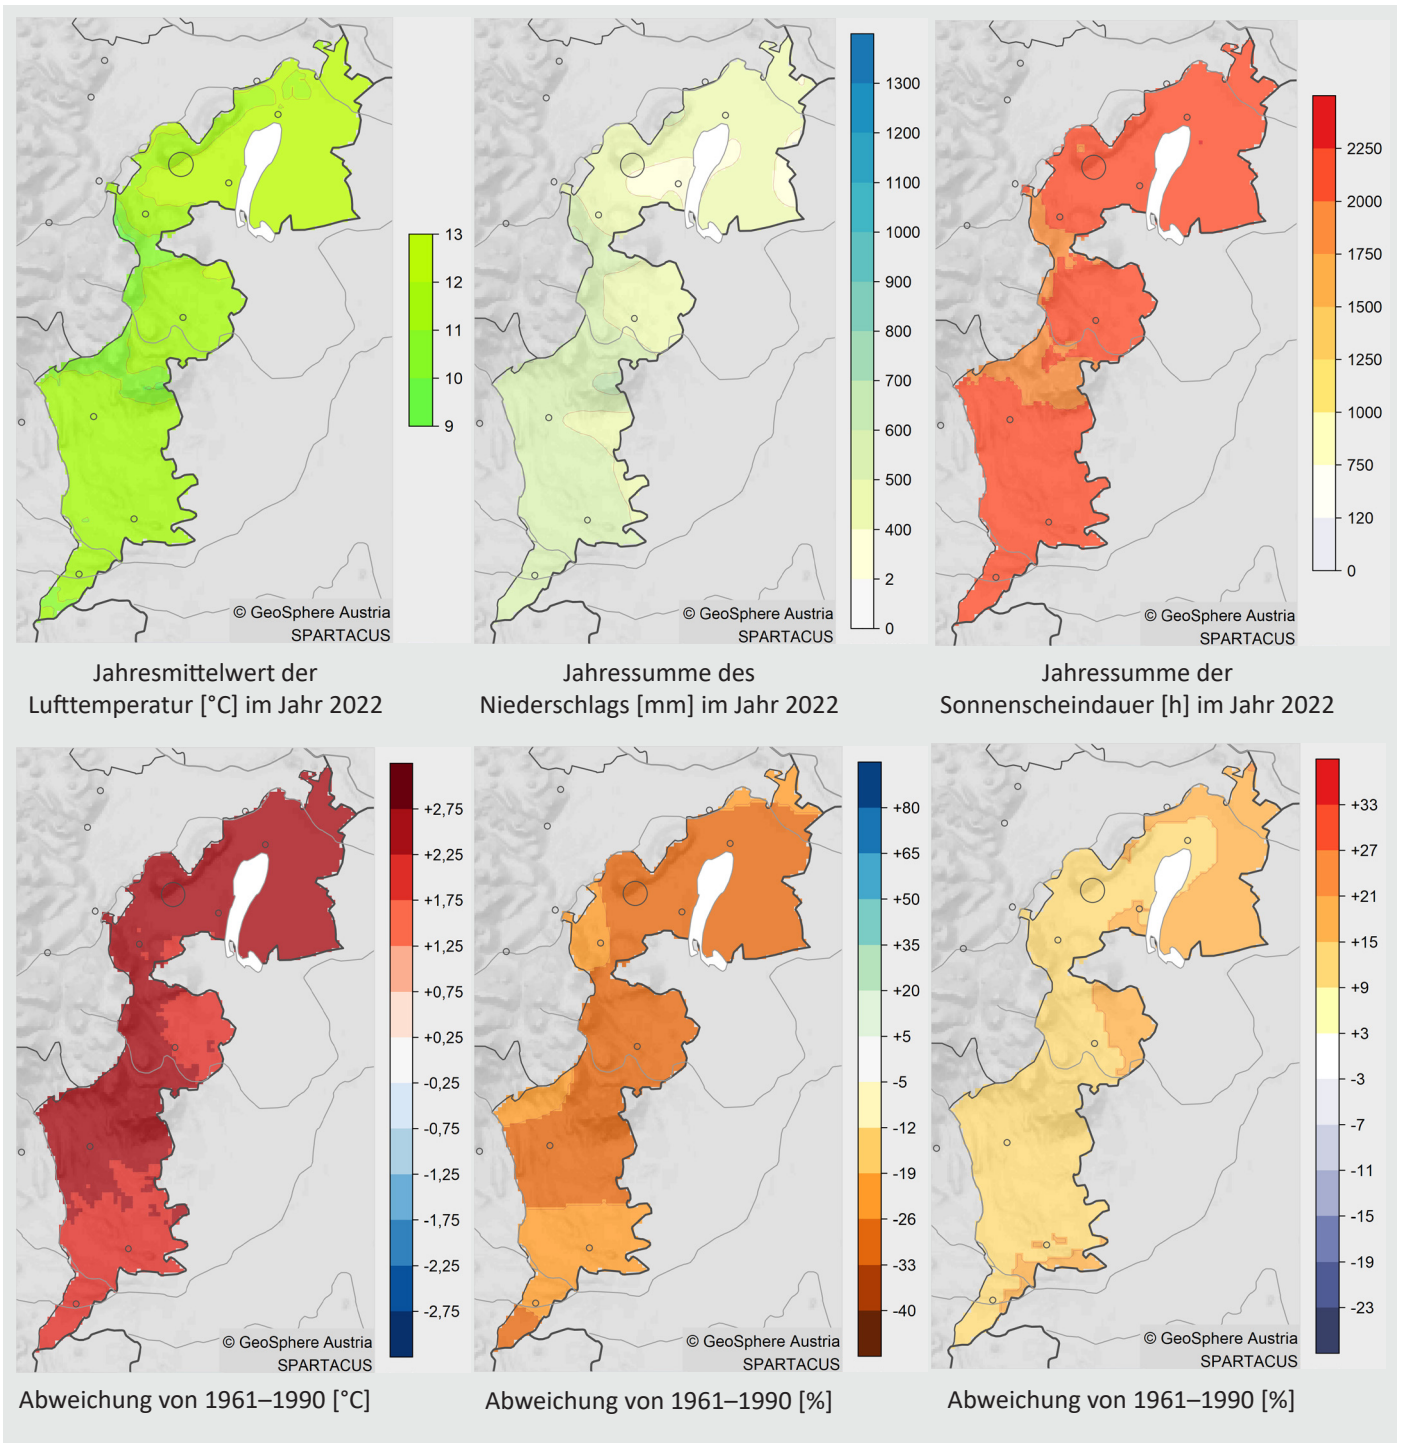 13
12
11
10
9
© GeoSphere Austria
SPARTACUS
1300
1200
1100
1000
900
800
700
600
500
400
2
0
© GeoSphere Austria
SPARTACUS
2250
2000
1750
1500
1250
1000
750
120
0
© GeoSphere Austria
SPARTACUS
Jahresmittelwert der
Lufttemperatur [°C] im Jahr 2022
Jahressumme des
Niederschlags [mm] im Jahr 2022
Jahressumme der
Sonnenscheindauer [h] im Jahr 2022
+2,75
+2,25
+1,75
+1,25
+0,75
+0,25
-0,25
-0,75
-1,25
-1,75
-2,25
-2,75
© GeoSphere Austria
SPARTACUS
+80
+65
+50
+35
+20
+5
-5
-12
-19
-26
-33
-40
© GeoSphere Austria
SPARTACUS
+33
+27
+21
+15
+9
+3
-3
-7
-11
-15
-19
-23
© GeoSphere Austria
SPARTACUS
Abweichung von 1961–1990 [°C]
Abweichung von 1961–1990 [%]
Abweichung von 1961–1990 [%]